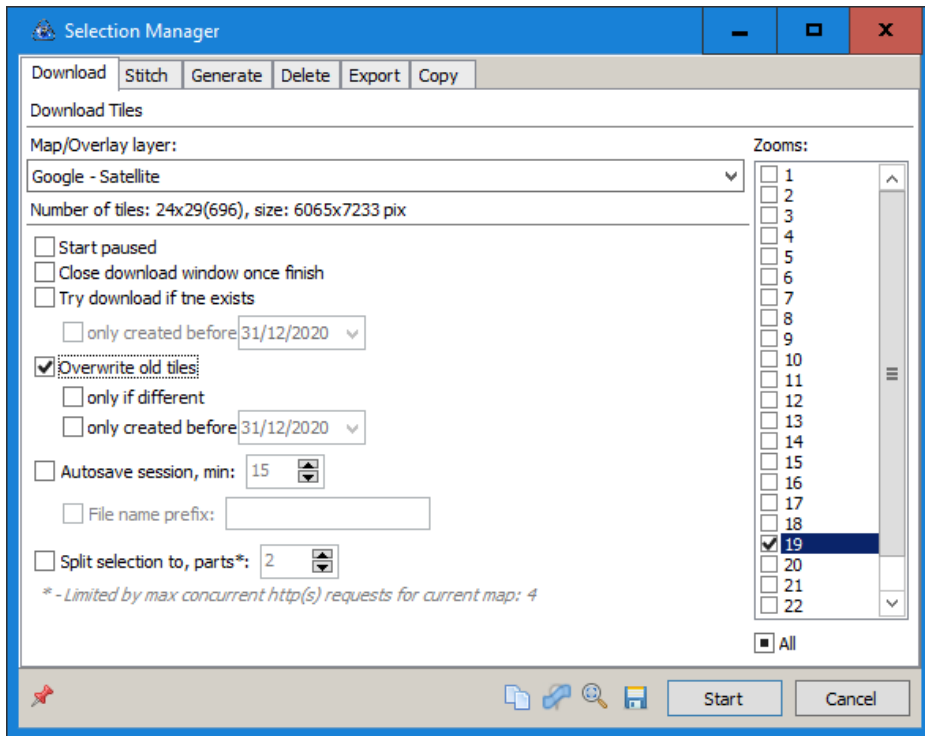 Selection Manager
Download Stitch Generate Delete Export Copy
Download Tiles
Map/Overlay layer:
Google - Satellite
Number of tiles: 24x29(696), size: 6065x7233 pix
Start paused
Close download window once finish
Try download if tne exists
only created before 31/12/2020
Overwrite old tiles
only if different
only created before 31/12/2020
Autosave session, min: 15
File name prefix:
Split selection to, parts*: 2
* - Limited by max concurrent http(s) requests for current map: 4
Zooms:
1
2
3
4
5
6
7
8
9
10
11
12
13
14
15
16
17
18
19
20
21
22
All
Start Cancel